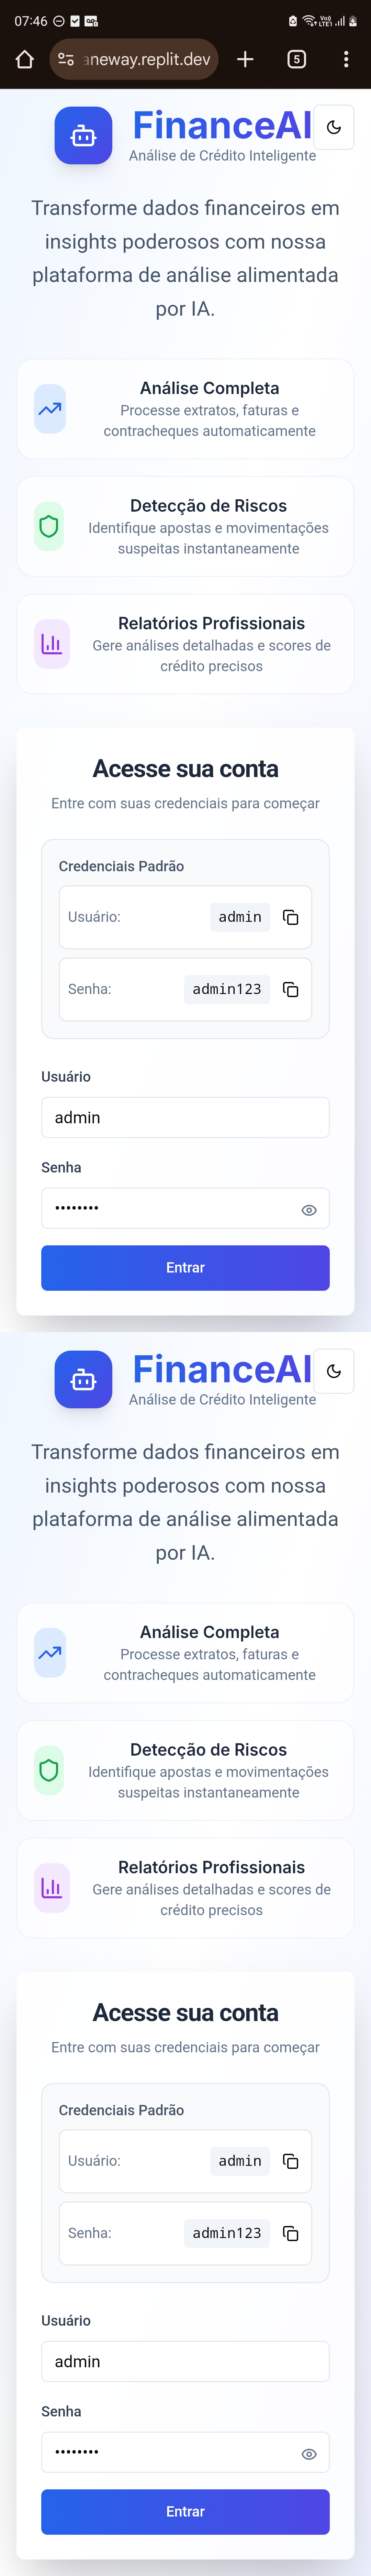 07:46
aneway.replit.dev
5
FinanceAI
Análise de Crédito Inteligente
Transforme dados financeiros em
insights poderosos com nossa
plataforma de análise alimentada
por IA.
Análise Completa
Processe extratos, faturas e
contracheques automaticamente
Detecção de Riscos
Identifique apostas e movimentações
suspeitas instantaneamente
Relatórios Profissionais
Gere análises detalhadas e scores de
crédito precisos
Acesse sua conta
Entre com suas credenciais para começar
Credenciais Padrão
Usuário: admin
Senha: admin123
Usuário
admin
Senha
••••••••
Entrar
FinanceAI
Análise de Crédito Inteligente
Transforme dados financeiros em
insights poderosos com nossa
plataforma de análise alimentada
por IA.
Análise Completa
Processe extratos, faturas e
contracheques automaticamente
Detecção de Riscos
Identifique apostas e movimentações
suspeitas instantaneamente
Relatórios Profissionais
Gere análises detalhadas e scores de
crédito precisos
Acesse sua conta
Entre com suas credenciais para começar
Credenciais Padrão
Usuário: admin
Senha: admin123
Usuário
admin
Senha
••••••••
Entrar